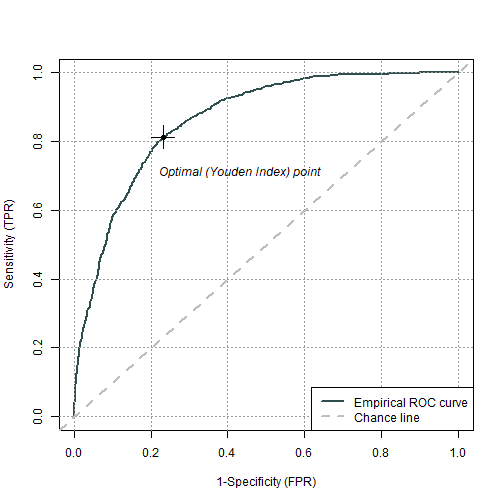 1.0
0.8
0.6
0.4
0.2
0.0
Sensitivity (TPR)
Optimal (Youden Index) point
Empirical ROC curve
Chance line
0.0 0.2 0.4 0.6 0.8 1.0
1-Specificity (FPR)